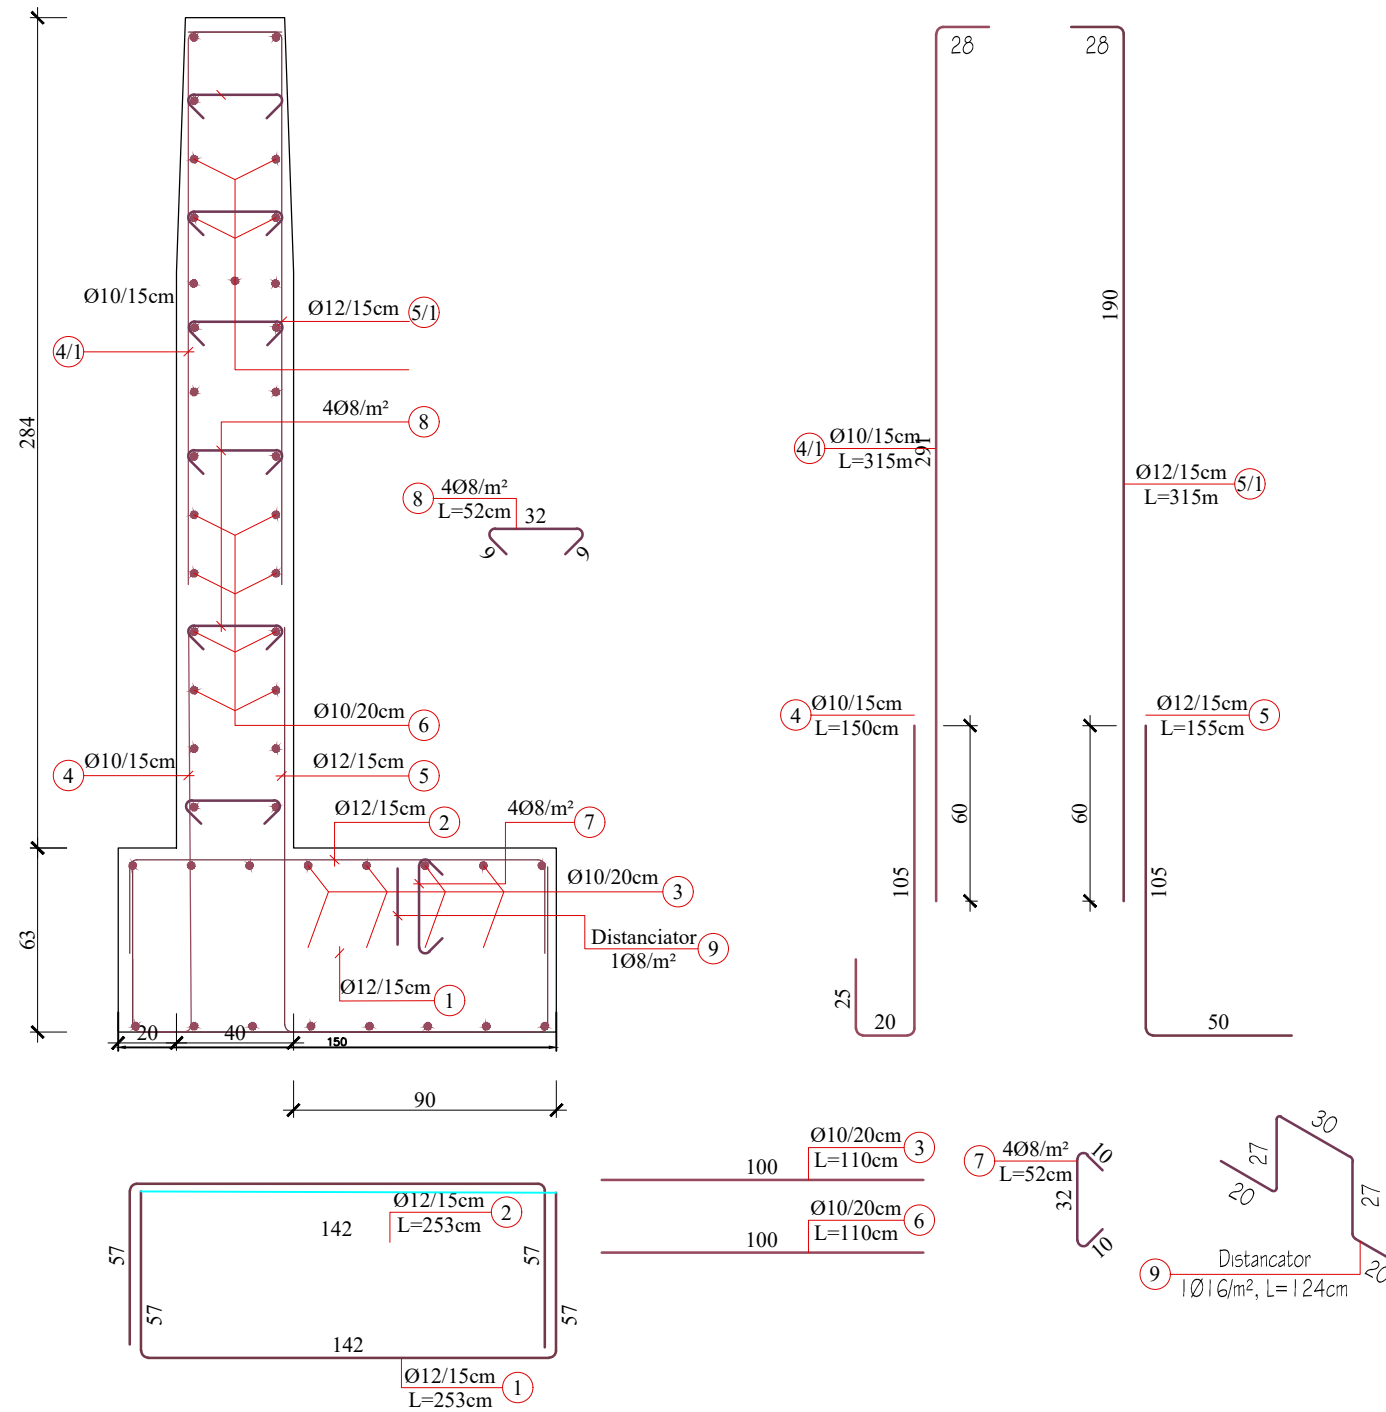 28
28
Ø10/15cm
Ø12/15cm
5/1
190
4/1
284
4Ø8/m²
8
4/1
Ø10/15cm
L=315m
291
Ø12/15cm
L=315m
5/1
8
4Ø8/m²
L=52cm
32
9
9
Ø10/20cm
6
4
Ø10/15cm
L=150cm
Ø12/15cm
L=155cm
5
4
Ø10/15cm
Ø12/15cm
5
60
60
Ø12/15cm
2
4Ø8/m²
7
105
105
Ø10/20cm
3
63
Distanciator
1Ø8/m²
9
Ø12/15cm
1
25
20
50
20
40
150
90
Ø10/20cm
L=110cm
3
100
7
4Ø8/m²
L=52cm
10
32
10
30
27
20
27
20
Ø12/15cm
L=253cm
2
142
57
57
Ø10/20cm
L=110cm
6
100
Distancator
1Ø16/m², L=124cm
9
57
57
142
Ø12/15cm
L=253cm
1